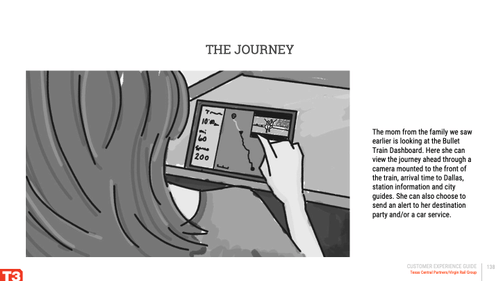 THE JOURNEY
10:00
60
200
The mom from the family we saw
earlier is looking at the Bullet
Train Dashboard. Here she can
view the journey ahead through a
camera mounted to the front of
the train, arrival time to Dallas,
station information and city
guides. She can also choose to
send an alert to her destination
party and/or a car service.
T3
CUSTOMER EXPERIENCE GUIDE
Texas Central Partners/Virgin Rail Group